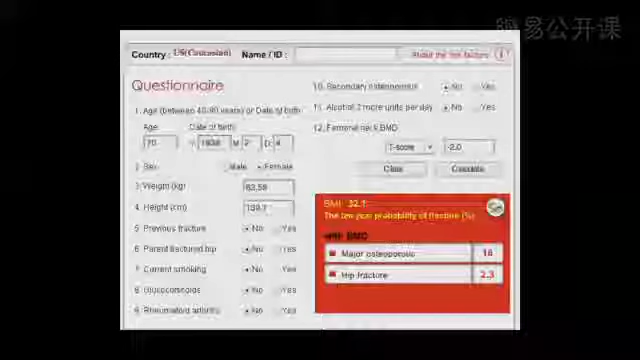 网易公开课
Country : US(Caucasian) Name / ID :
About the risk factors
Questionnaire
1. Age (between 40-90 years) or Date of birth
Age: Date of birth:
70 Y: 1938 M: 2 D: 4
2. Sex Male Female
3. Weight (kg)
4. Height (cm)
5. Previous fracture No Yes
6. Parent fractured hip No Yes
7. Current smoking No Yes
8. Glucocorticoids No Yes
9. Rheumatoid arthritis No Yes
10. Secondary osteoporosis No Yes
11. Alcohol 3 more units per day No Yes
12. Femoral neck BMD
T-score -2.0
Clear Calculate
BMI 32.1
The ten year probability of fracture (%)
with BMD
Major osteoporotic 16
Hip fracture 2.3